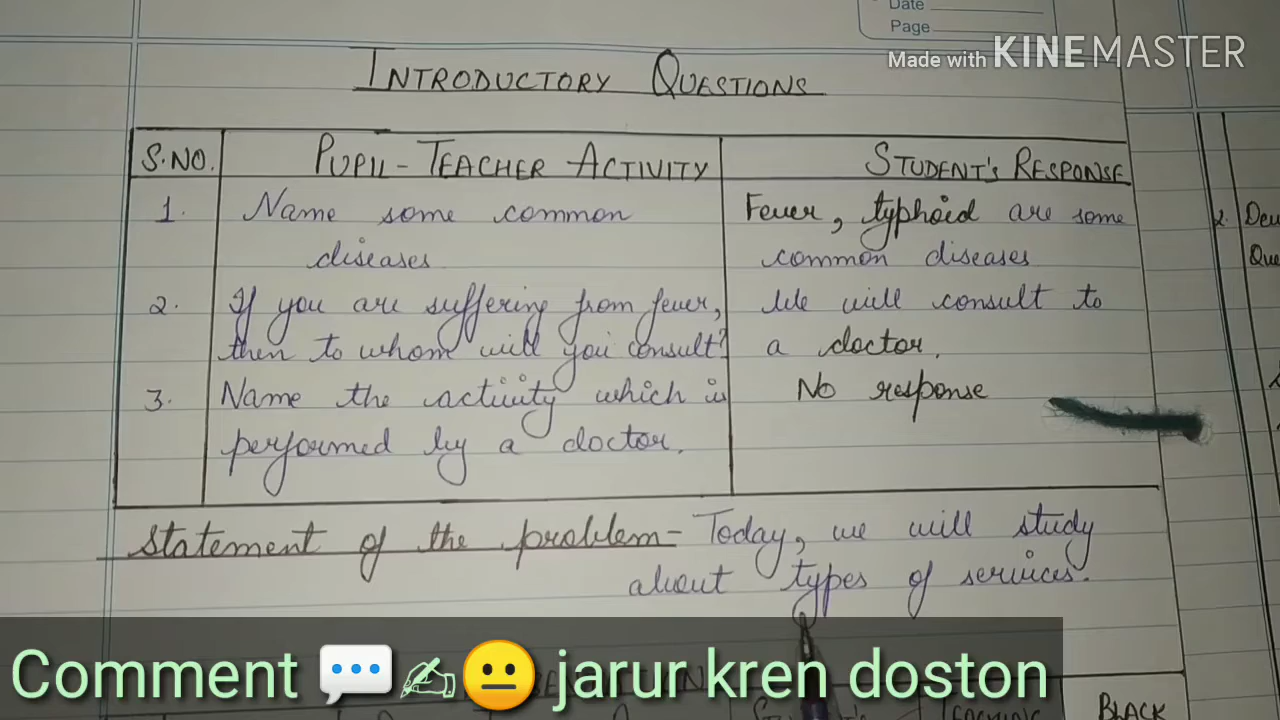 Date
Page
Made with KINEMASTER
INTRODUCTORY QUESTIONS
S.NO. PUPIL-TEACHER ACTIVITY STUDENT'S RESPONSE
1. Name some common Fever, typhoid are some
diseases common diseases
2. If you are suffering from fever, We will consult to
then to whom will you consult? a doctor.
3. Name the activity which is No response
performed by a doctor.
Statement of the problem- Today, we will study
about types of services.
2.
Comment 💬✍😐 jarur kren doston
BLACK